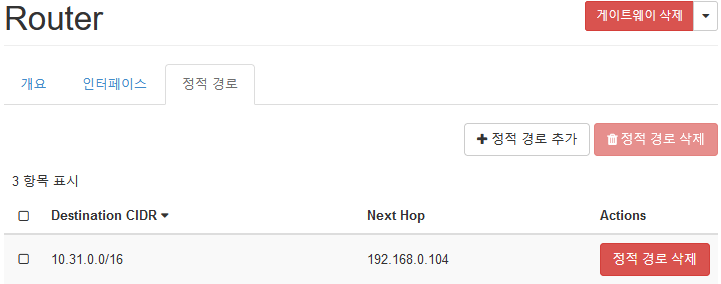 Router
게이트웨이 삭제
개요 인터페이스 정적 경로
정적 경로 추가 정적 경로 삭제
3 항목 표시
Destination CIDR Next Hop Actions
10.31.0.0/16 192.168.0.104 정적 경로 삭제